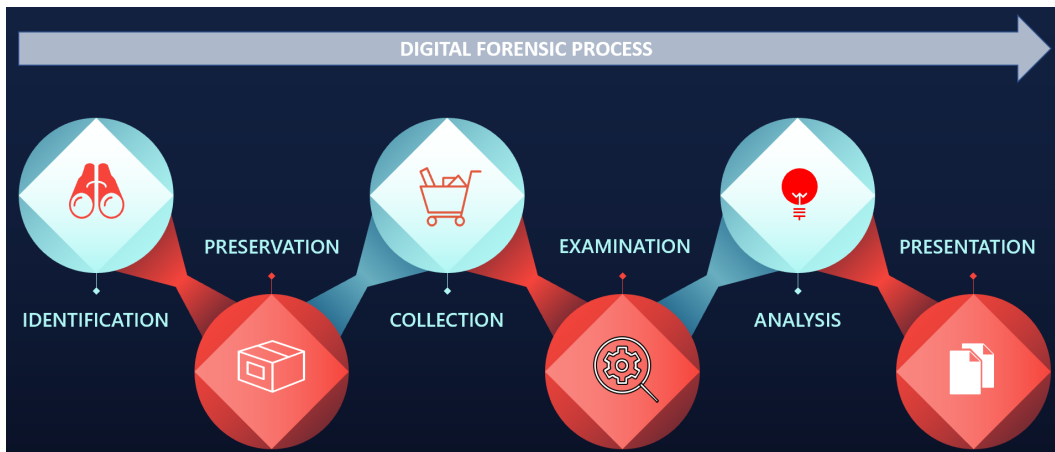 DIGITAL FORENSIC PROCESS
IDENTIFICATION
PRESERVATION
COLLECTION
EXAMINATION
ANALYSIS
PRESENTATION